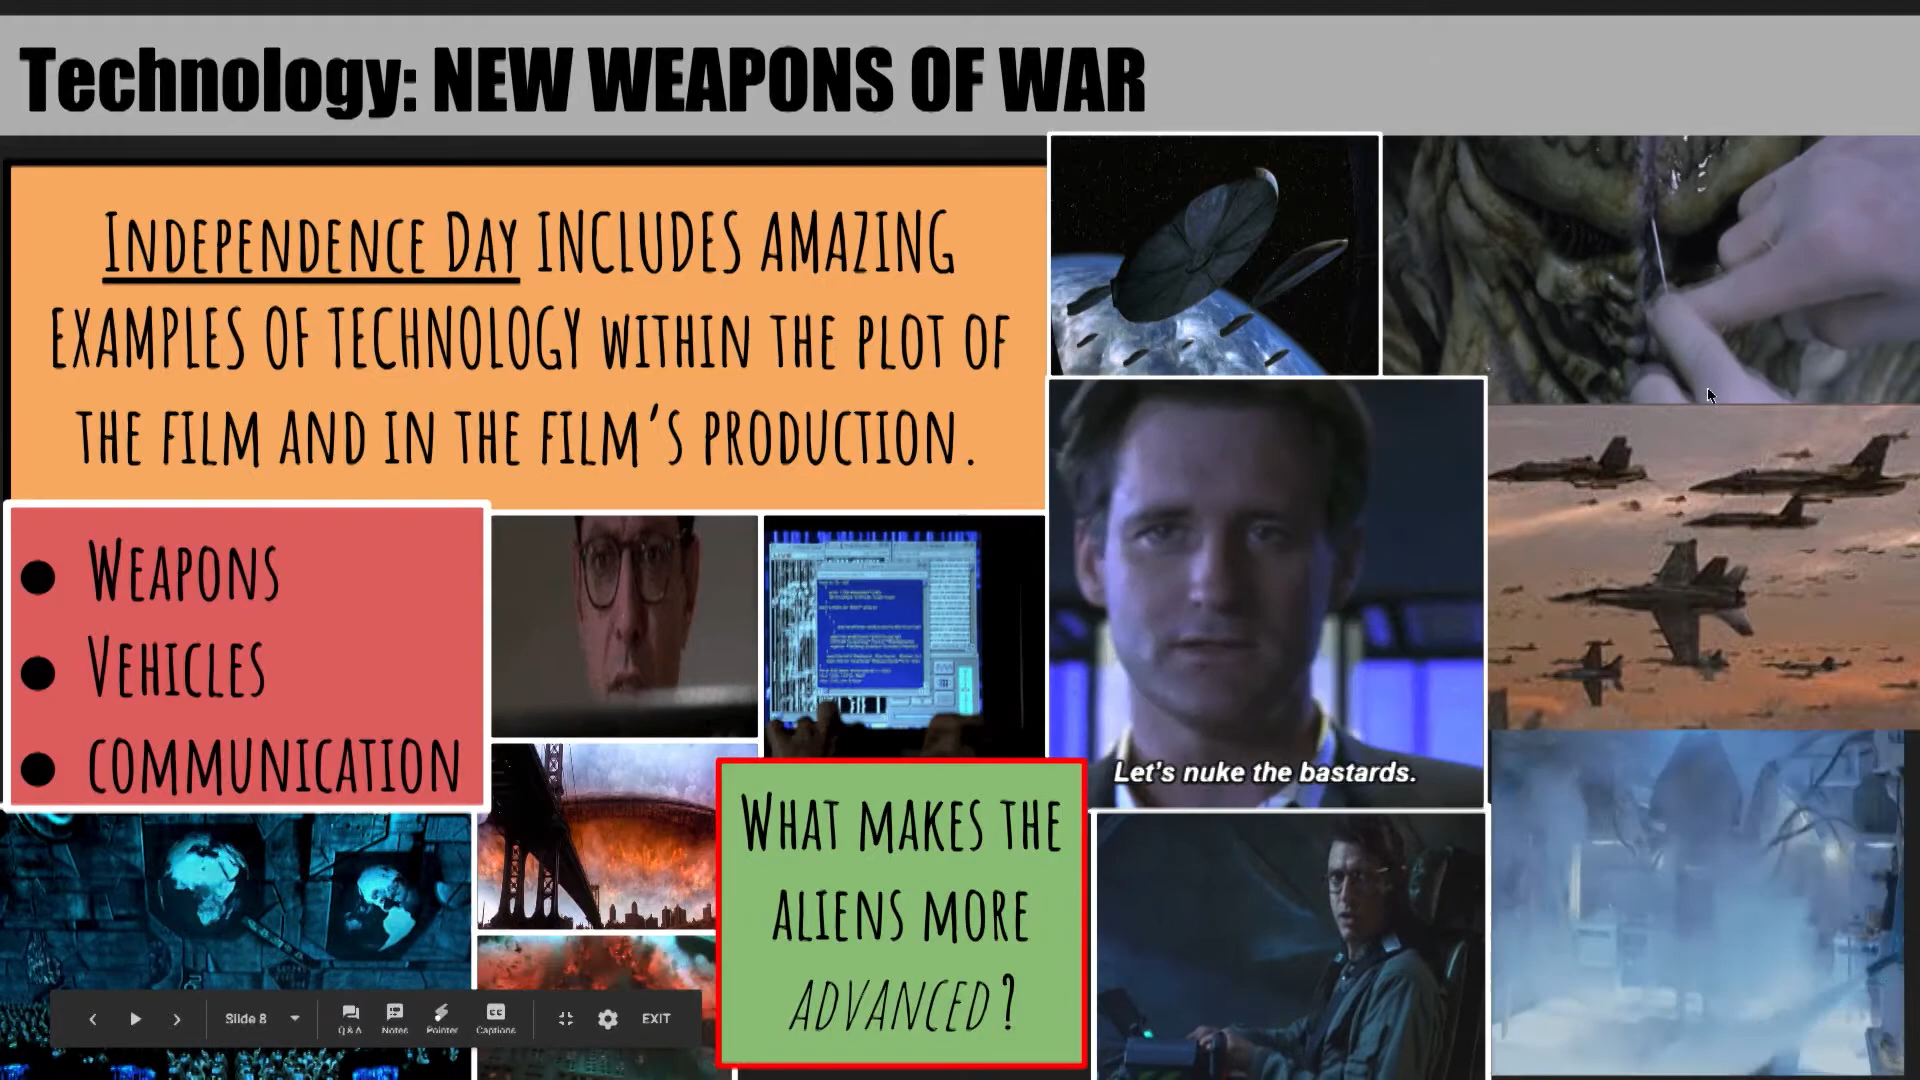 Technology: NEW WEAPONS OF WAR
Independence Day INCLUDES AMAZING
EXAMPLES OF TECHNOLOGY WITHIN THE PLOT OF
THE FILM AND IN THE FILM'S PRODUCTION.
● WEAPONS
● VEHICLES
● COMMUNICATION
Let's nuke the bastards.
WHAT MAKES THE
ALIENS MORE
ADVANCED?
Slide 8
Q&A
Notes
Pointer
Captions
EXIT